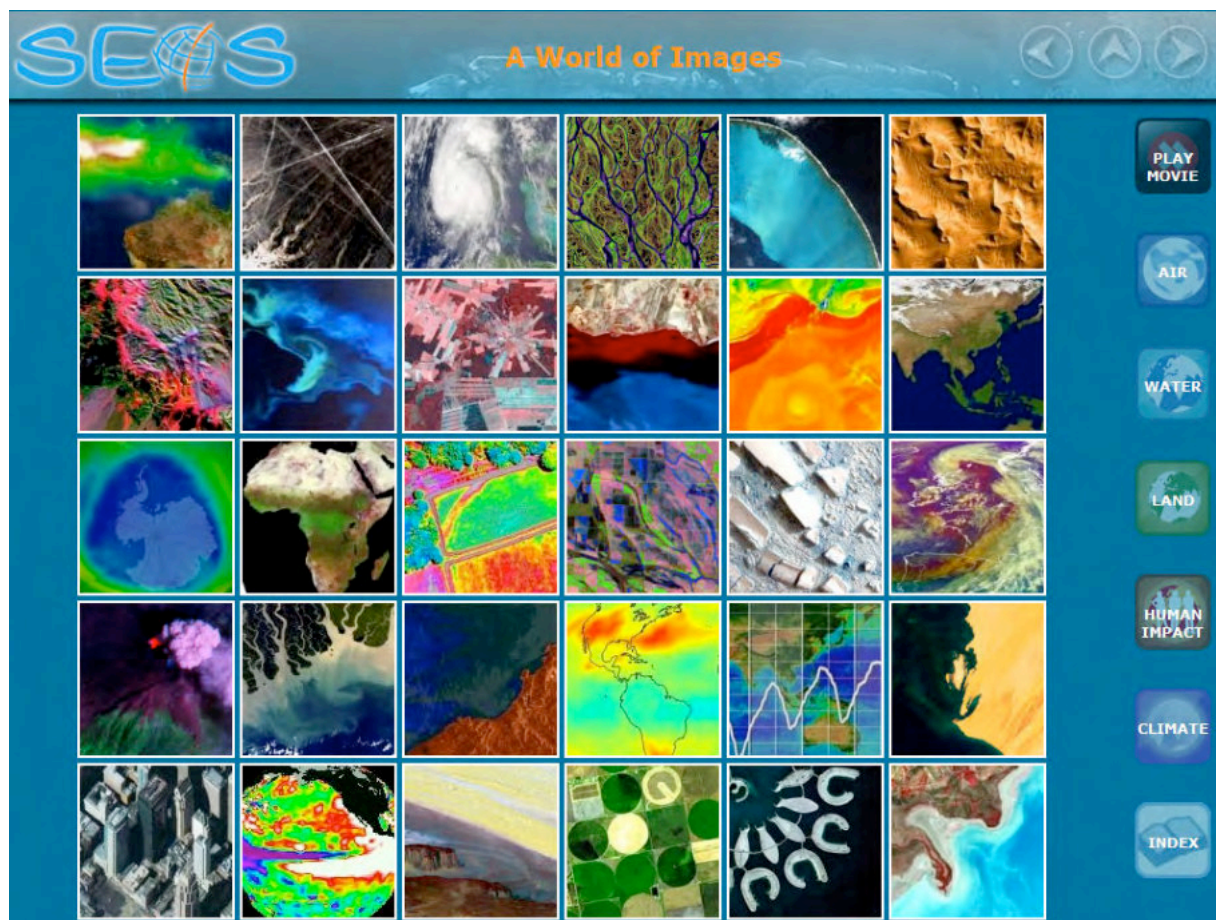 SEOS
A World of Images
PLAY
MOVIE
AIR
WATER
LAND
HUMAN
IMPACT
CLIMATE
INDEX